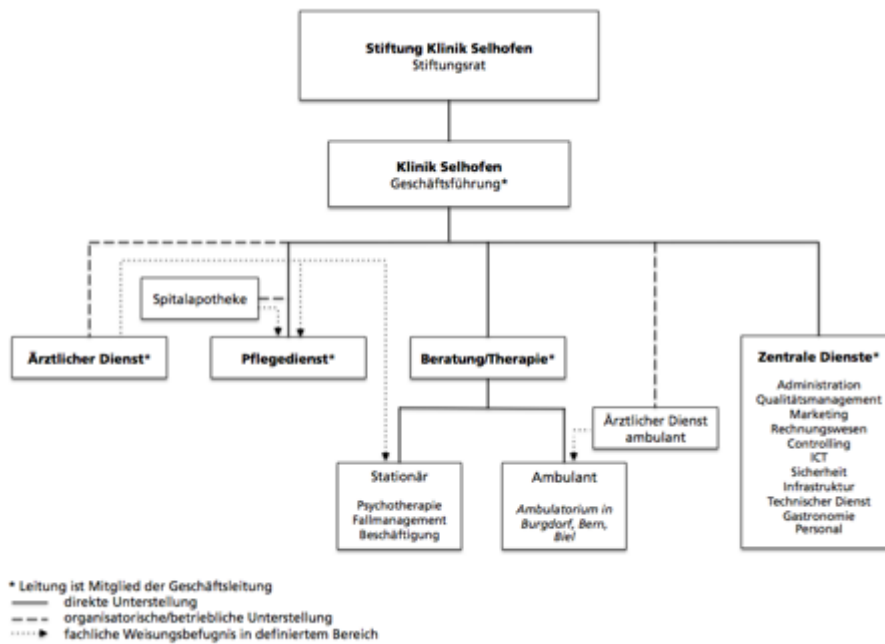 Stiftung Klinik Selhofen
Stiftungsrat
Klinik Selhofen
Geschäftsführung*
Spitalapotheke
Ärztlicher Dienst*
Pflegedienst*
Beratung/Therapie*
Zentrale Dienste*
Administration
Qualitätsmanagement
Marketing
Rechnungswesen
Controlling
ICT
Sicherheit
Infrastruktur
Technischer Dienst
Gastronomie
Personal
Ärztlicher Dienst
ambulant
Stationär
Psychotherapie
Fallmanagement
Beschäftigung
Ambulant
Ambulatorium in
Burgdorf, Bern,
Biel
* Leitung ist Mitglied der Geschäftsleitung
direkte Unterstellung
organisatorische/betriebliche Unterstellung
fachliche Weisungsbefugnis in definiertem Bereich